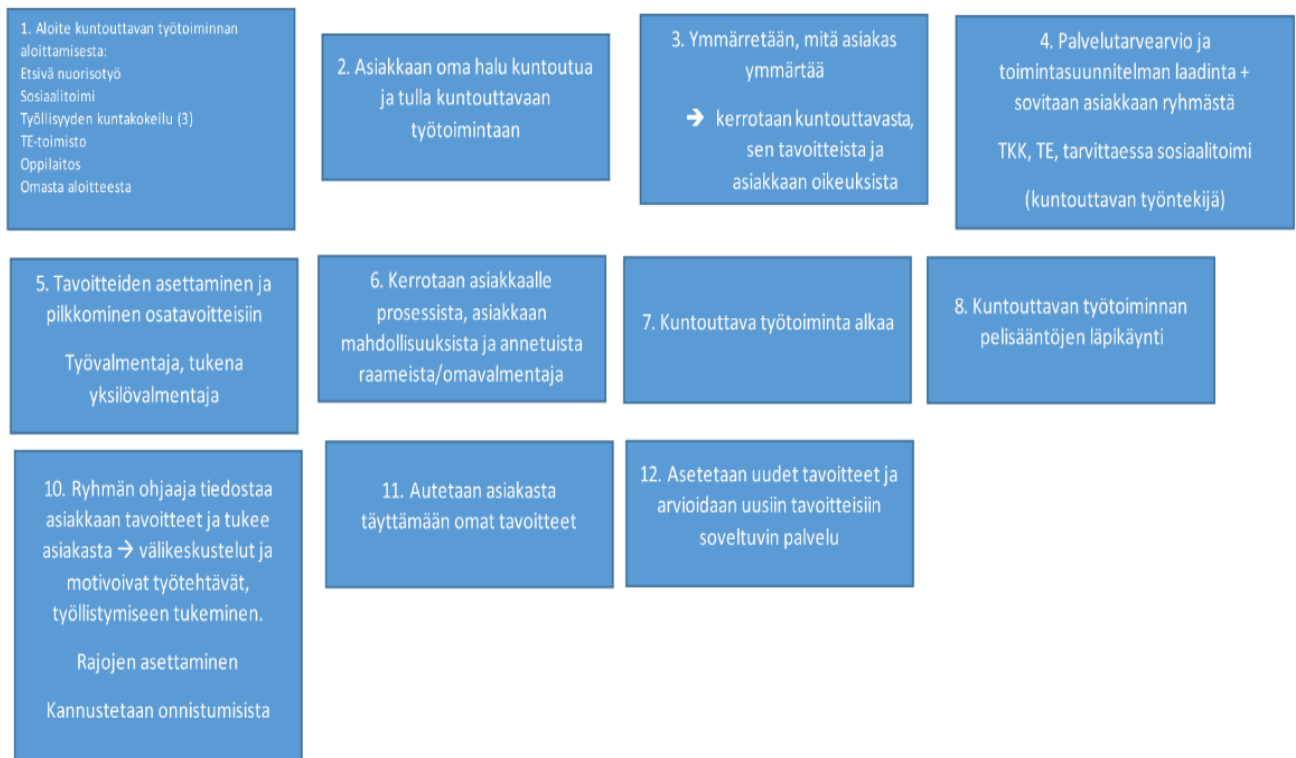 1. Aloite kuntouttavan työtoiminnan
aloittamisesta:
Etsivä nuorisotyö
Sosiaalitoimi
Työllisyyden kuntakokeilu (3)
TE-toimisto
Oppilaitos
Omasta aloitteesta
2. Asiakkaan oma halu kuntoutua
ja tulla kuntouttavaan
työtoimintaan
3. Ymmärretään, mitä asiakas
ymmärtää
➔ kerrotaan kuntouttavasta,
sen tavoitteista ja
asiakkaan oikeuksista
4. Palvelutarvearvio ja
toimintasuunnitelman laadinta +
sovitaan asiakkaan ryhmästä
TKK, TE, tarvittaessa sosiaalitoimi
(kuntouttavan työntekijä)
5. Tavoitteiden asettaminen ja
pilkkominen osatavoitteisiin
Työvalmentaja, tukena
yksilövalmentaja
6. Kerrotaan asiakkaalle
prosessista, asiakkaan
mahdollisuuksista ja annetuista
raameista/omavalmentaja
7. Kuntouttava työtoiminta alkaa
8. Kuntouttavan työtoiminnan
pelisääntöjen läpikäynti
10. Ryhmän ohjaaja tiedostaa
asiakkaan tavoitteet ja tukee
asiakasta → välikeskustelut ja
motivoivat työtehtävät,
työllistymiseen tukeminen.
Rajojen asettaminen
Kannustetaan onnistumisista
11. Autetaan asiakasta
täyttämään omat tavoitteet
12. Asetetaan uudet tavoitteet ja
arvioidaan uusiin tavoitteisiin
soveltuvin palvelu